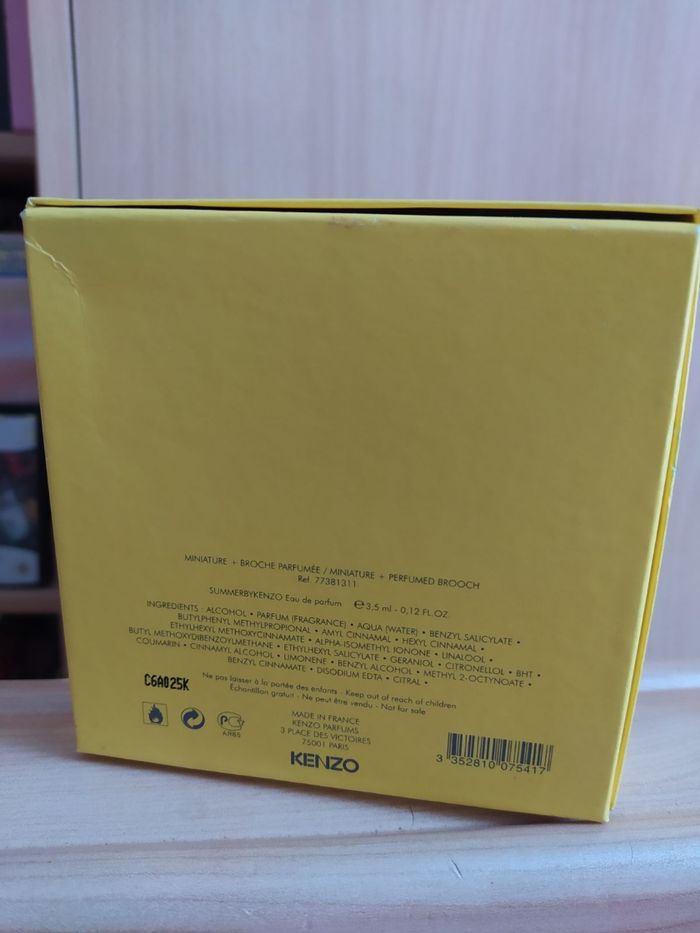 MINIATURE + BROCHE PARFUMÉE / MINIATURE + PERFUMED BROOCH
Ref. 77381311
SUMMERBYKENZO Eau de parfum ℮ 3,5 ml - 0,12 FL.OZ.
INGREDIENTS : ALCOHOL • PARFUM (FRAGRANCE) • AQUA (WATER) • BENZYL SALICYLATE •
BUTYLPHENYL METHYLPROPIONAL • AMYL CINNAMAL • HEXYL CINNAMAL •
ETHYLHEXYL METHOXYCINNAMATE • ALPHA-ISOMETHYL IONONE • LINALOOL •
BUTYL METHOXYDIBENZOYLMETHANE • ETHYLHEXYL SALICYLATE • GERANIOL • CITRONELLOL • BHT •
COUMARIN • CINNAMYL ALCOHOL • LIMONENE • BENZYL ALCOHOL • METHYL 2-OCTYNOATE •
BENZYL CINNAMATE • DISODIUM EDTA • CITRAL •
C6A025K
Ne pas laisser à la portée des enfants - Keep out of reach of children
Échantillon gratuit - Ne peut être vendu - Not for sale
АЯ85
MADE IN FRANCE
KENZO PARFUMS
3 PLACE DES VICTOIRES
75001 PARIS
KENZO
3 352810 075417